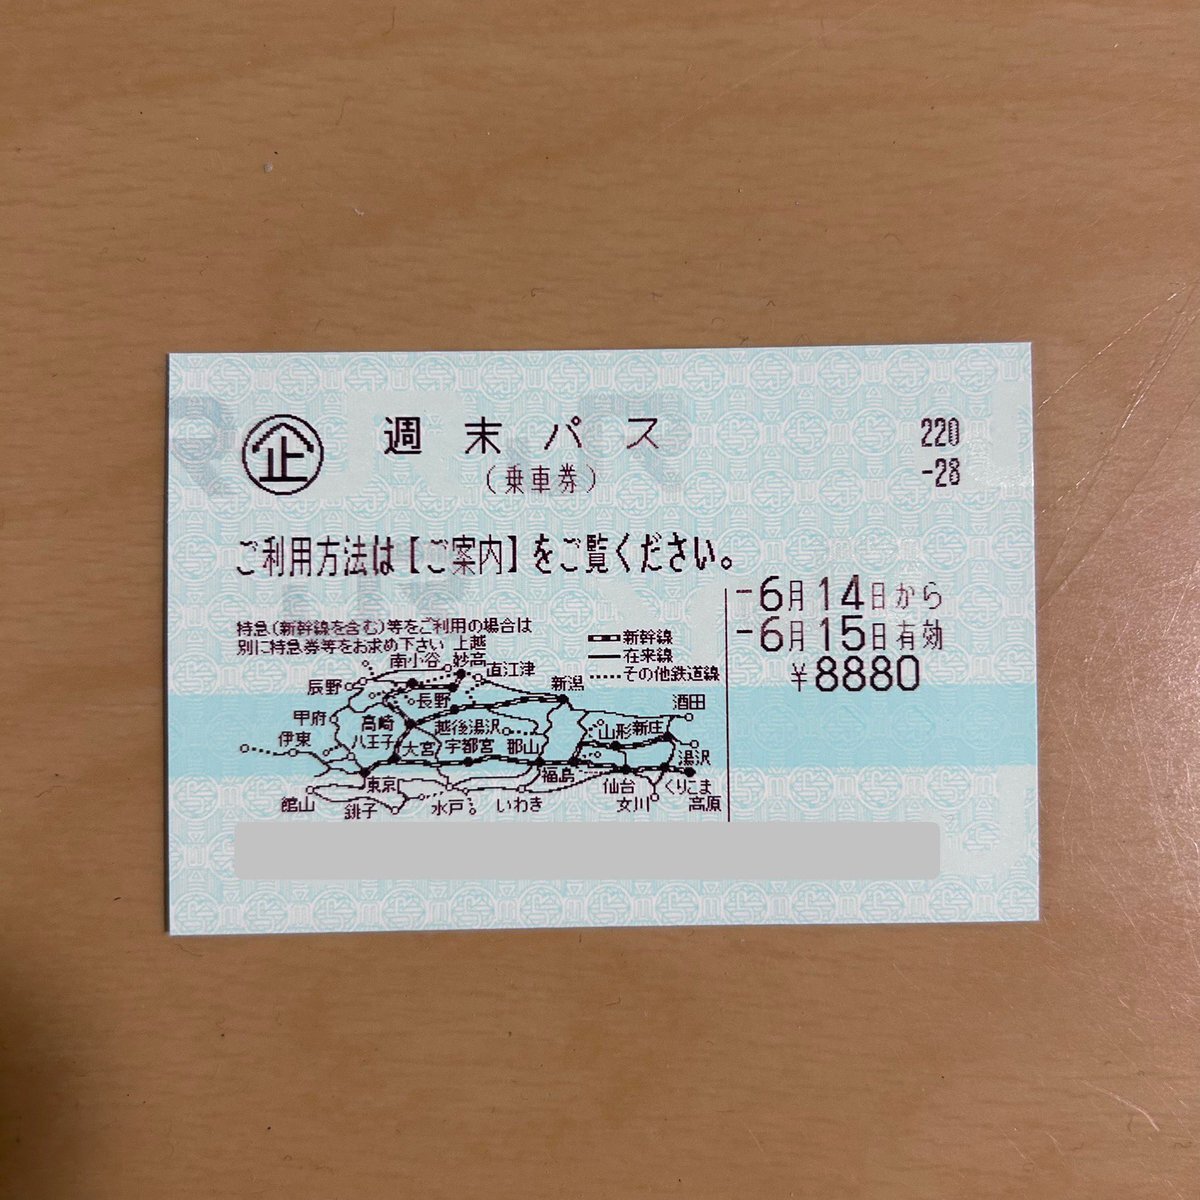 企 週末パス 220
(乗車券) -28
ご利用方法は【ご案内】をご覧ください。
-6月14日から
-6月15日有効
¥8880
特急(新幹線を含む)等をご利用の場合は
別に特急券等をお求め下さい
新幹線
在来線
その他鉄道線
上越
南小谷 妙高 直江津
辰野 長野 新潟
甲府 高崎 越後湯沢 山形 新庄 酒田
伊東 八王子 大宮 宇都宮 郡山 湯沢
東京 福島 仙台 くりこま
館山 銚子 水戸 いわき 女川 高原